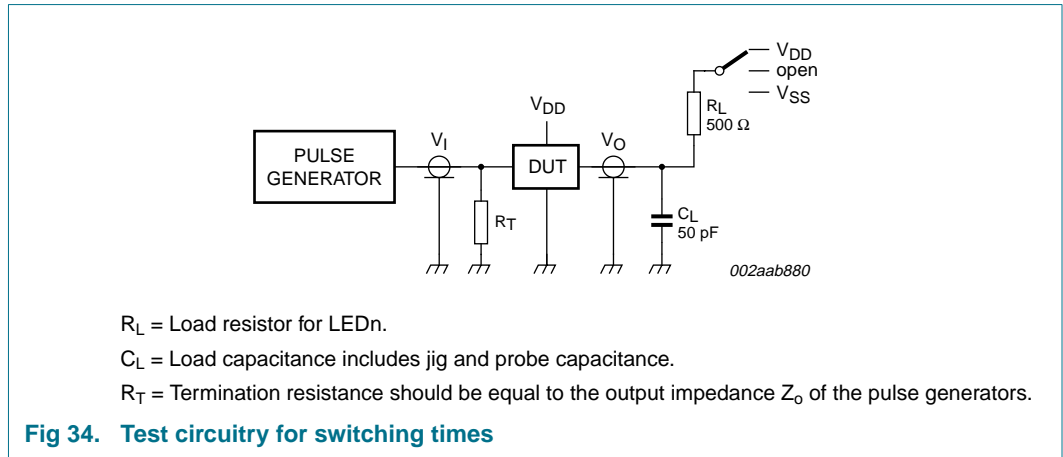 VDD
open
VSS
RL
500 Ω
VDD
VI
VO
PULSE
GENERATOR
DUT
RT
CL
50 pF
002aab880
RL = Load resistor for LEDn.
CL = Load capacitance includes jig and probe capacitance.
RT = Termination resistance should be equal to the output impedance Zo of the pulse generators.
Fig 34. Test circuitry for switching times